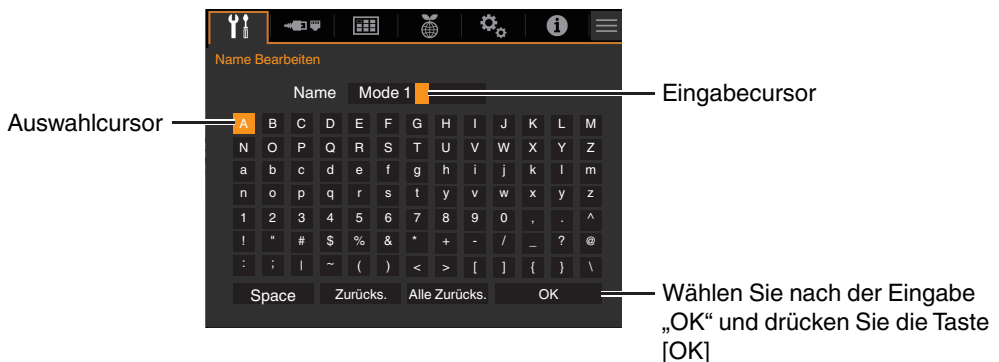 Name Bearbeiten
Name Mode 1
Eingabecursor
Auswahlcursor
A B C D E F G H I J K L M
N O P Q R S T U V W X Y Z
a b c d e f g h i j k l m
n o p q r s t y v w x y z
1 2 3 4 5 6 7 8 9 0 , . ^
! " # $ % & * + - / _ ? @
: ; | ~ ( ) < > [ ] { } \
Space Zurücks. Alle Zurücks. OK
Wählen Sie nach der Eingabe
„OK“ und drücken Sie die Taste
[OK]